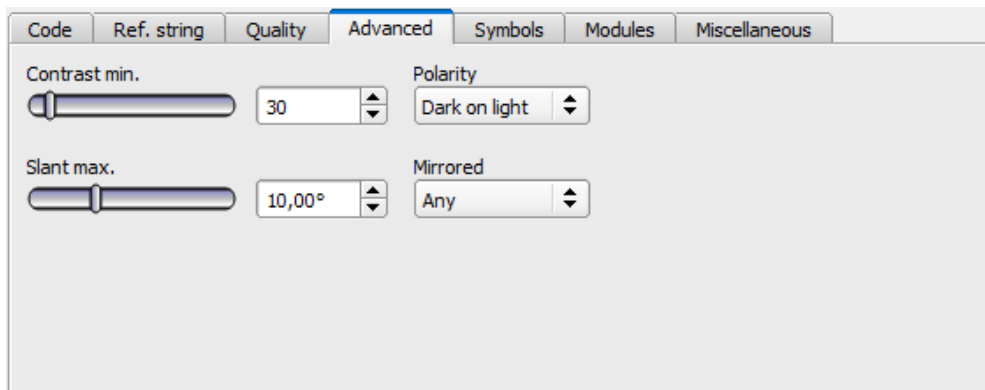 Code Ref. string Quality Advanced Symbols Modules Miscellaneous
Contrast min. Polarity
30 Dark on light
Slant max. Mirrored
10,00° Any